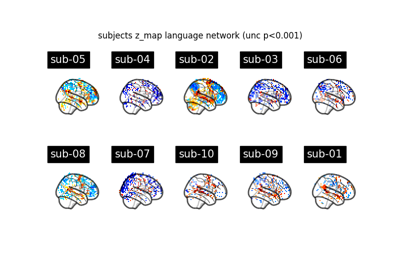 subjects z_map language network (unc p<0.001)
sub-05 sub-04 sub-02 sub-03 sub-06
sub-08 sub-07 sub-10 sub-09 sub-01